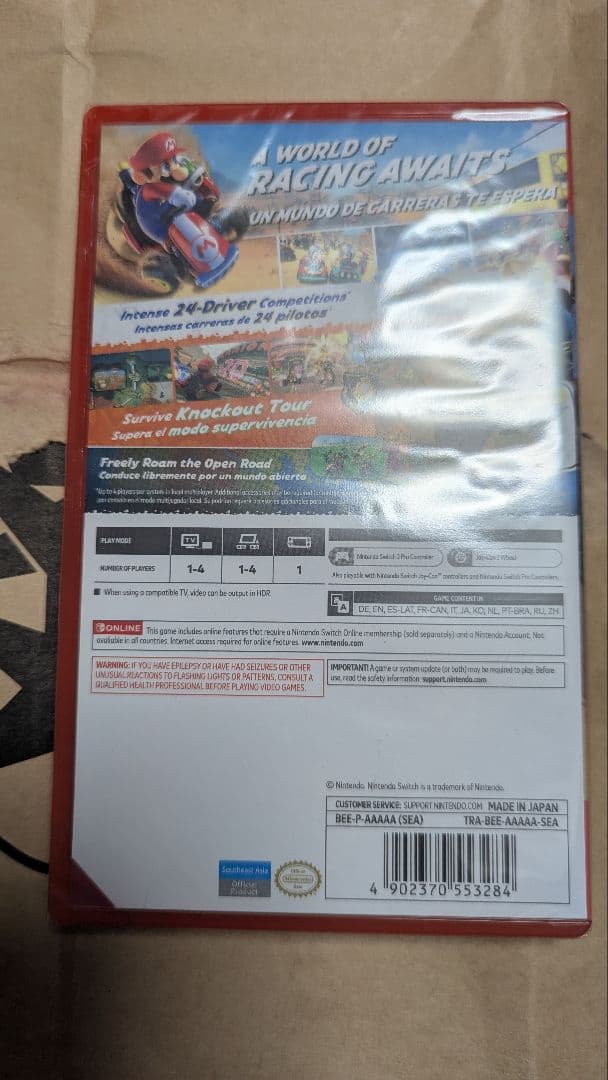 A WORLD OF
RACING AWAITS
UN MUNDO DE CARRERAS TE ESPERA
Intense 24-Driver Competitions*
Intensas carreras de 24 pilotos*
Survive Knockout Tour
Supera el modo supervivencia
Freely Roam the Open Road
Conduce libremente por un mundo abierto
PLAY MODE
TV
NUMBER OF PLAYERS
1-4
1-4
1
Nintendo Switch 2 Pro Controller
Joy-Con 2 Wheel
Also playable with Nintendo Switch Joy-Con™ controllers and Nintendo Switch Pro Controllers.
When using a compatible TV, video can be output in HDR.
GAME CONTENT IN:
DE, EN, ES-LAT, FR-CAN, IT, JA, KO, NL, PT-BRA, RU, ZH
ONLINE This game includes online features that require a Nintendo Switch Online membership (sold separately) and a Nintendo Account. Not
available in all countries. Internet access required for online features. www.nintendo.com
WARNING: IF YOU HAVE EPILEPSY OR HAVE HAD SEIZURES OR OTHER
UNUSUAL REACTIONS TO FLASHING LIGHTS OR PATTERNS, CONSULT A
QUALIFIED HEALTH PROFESSIONAL BEFORE PLAYING VIDEO GAMES.
IMPORTANT! A game or system update (or both) may be required to play. Before
use, read the safety information: support.nintendo.com
© Nintendo. Nintendo Switch is a trademark of Nintendo.
CUSTOMER SERVICE: SUPPORT.NINTENDO.COM MADE IN JAPAN
BEE-P-AAAAA (SEA) TRA-BEE-AAAAA-SEA
4 902370 553284
Southeast Asia
Official
Product
Official
Nintendo
Seal